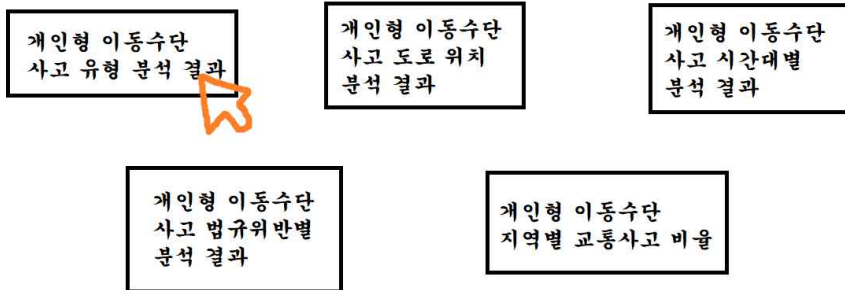 개인형 이동수단
사고 유형 분석 결과
개인형 이동수단
사고 도로 위치
분석 결과
개인형 이동수단
사고 시간대별
분석 결과
개인형 이동수단
사고 법규위반별
분석 결과
개인형 이동수단
지역별 교통사고 비율